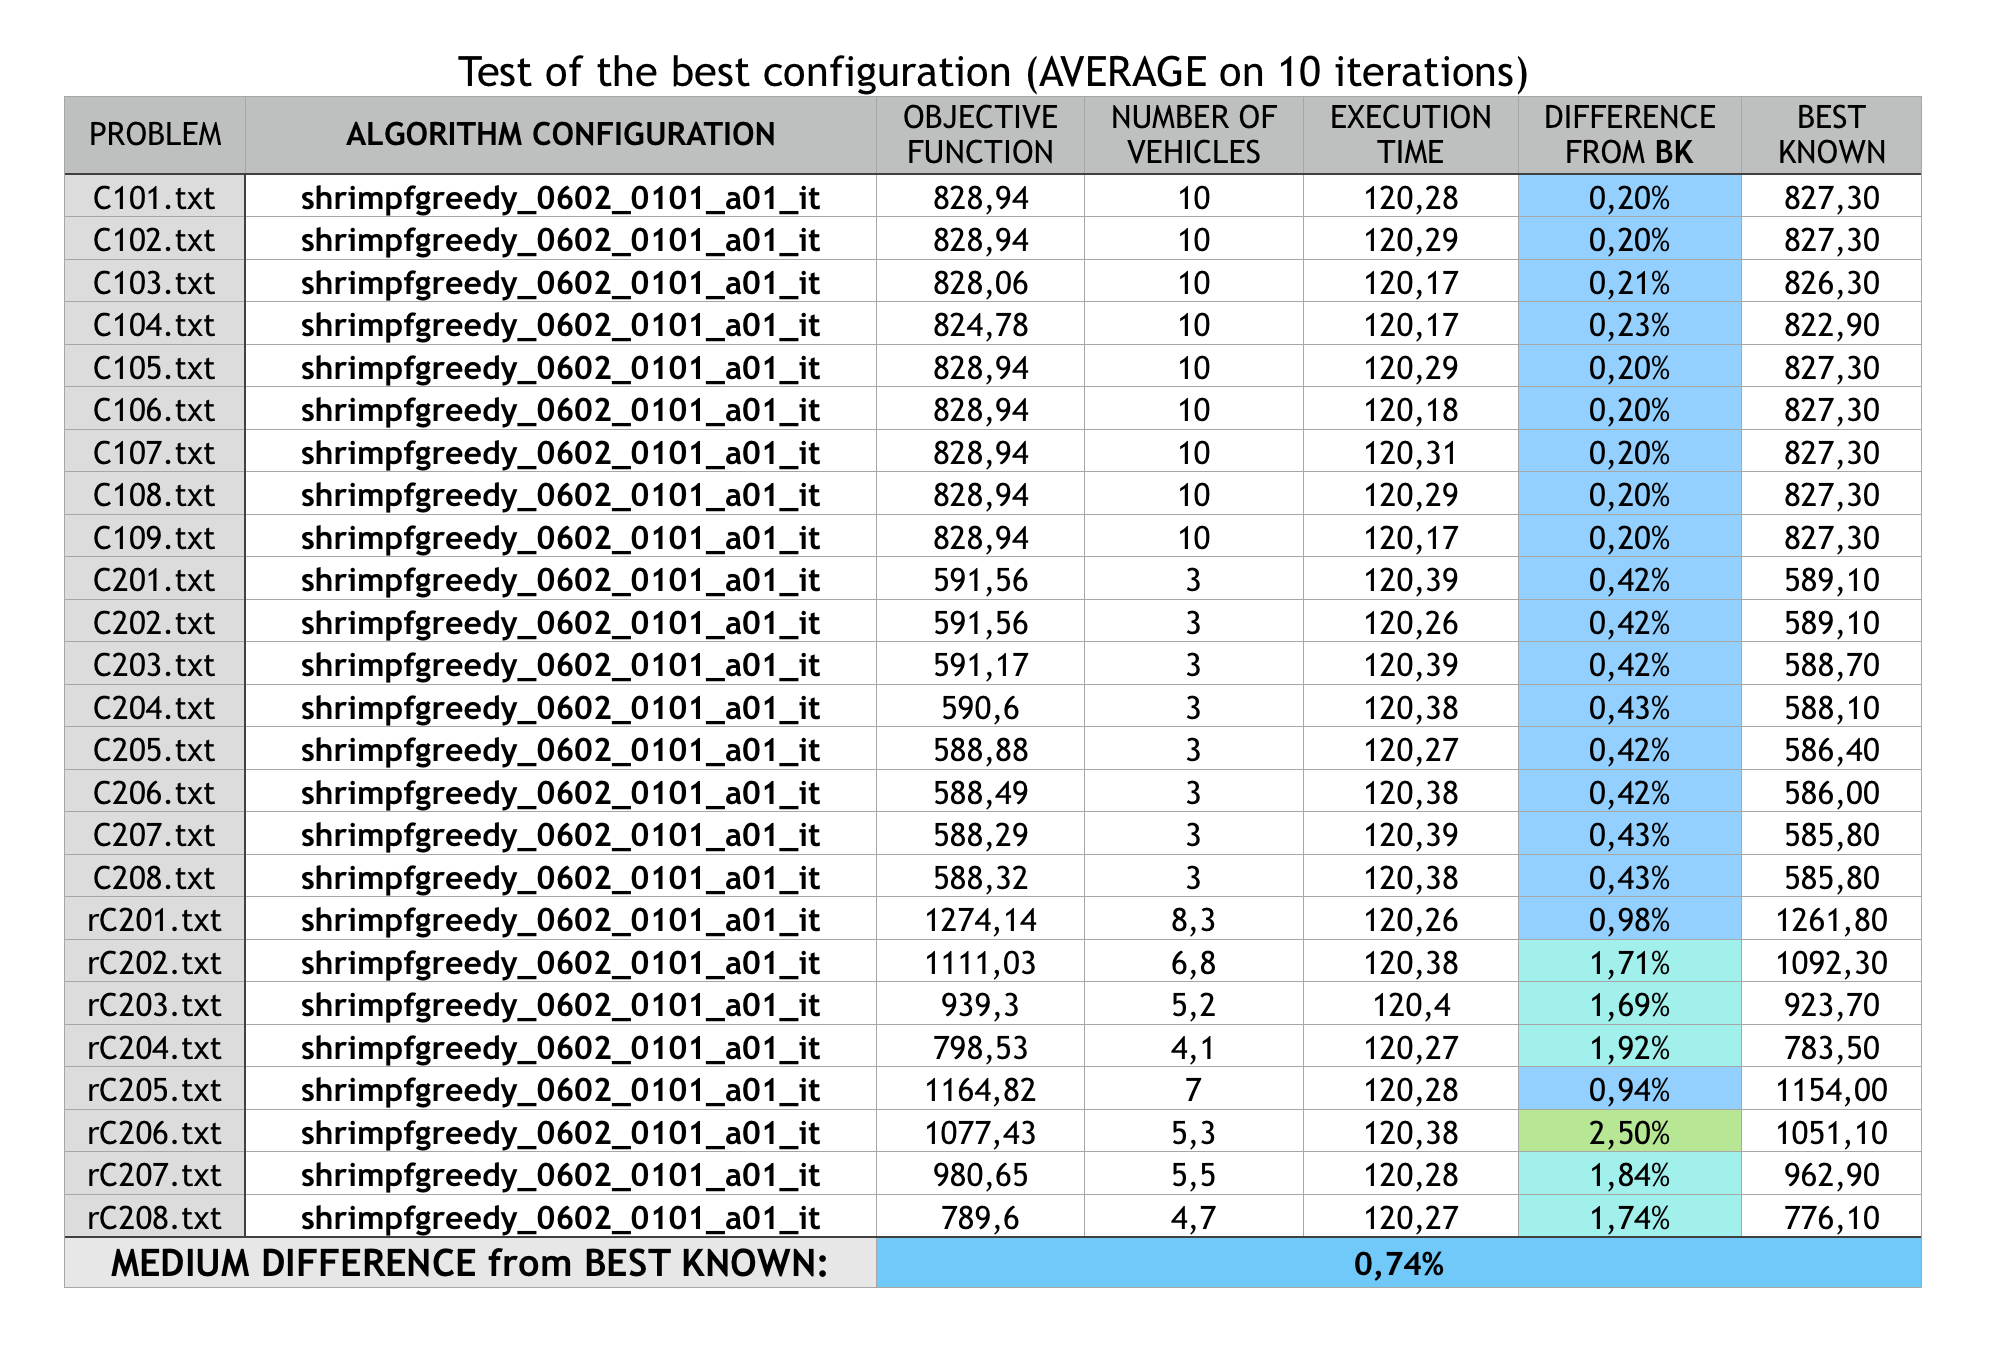 Test of the best configuration (AVERAGE on 10 iterations)
PROBLEM ALGORITHM CONFIGURATION OBJECTIVE FUNCTION NUMBER OF VEHICLES EXECUTION TIME DIFFERENCE FROM BK BEST KNOWN
C101.txt shrimpfgreedy_0602_0101_a01_it 828,94 10 120,28 0,20% 827,30
C102.txt shrimpfgreedy_0602_0101_a01_it 828,94 10 120,29 0,20% 827,30
C103.txt shrimpfgreedy_0602_0101_a01_it 828,06 10 120,17 0,21% 826,30
C104.txt shrimpfgreedy_0602_0101_a01_it 824,78 10 120,17 0,23% 822,90
C105.txt shrimpfgreedy_0602_0101_a01_it 828,94 10 120,29 0,20% 827,30
C106.txt shrimpfgreedy_0602_0101_a01_it 828,94 10 120,18 0,20% 827,30
C107.txt shrimpfgreedy_0602_0101_a01_it 828,94 10 120,31 0,20% 827,30
C108.txt shrimpfgreedy_0602_0101_a01_it 828,94 10 120,29 0,20% 827,30
C109.txt shrimpfgreedy_0602_0101_a01_it 828,94 10 120,17 0,20% 827,30
C201.txt shrimpfgreedy_0602_0101_a01_it 591,56 3 120,39 0,42% 589,10
C202.txt shrimpfgreedy_0602_0101_a01_it 591,56 3 120,26 0,42% 589,10
C203.txt shrimpfgreedy_0602_0101_a01_it 591,17 3 120,39 0,42% 588,70
C204.txt shrimpfgreedy_0602_0101_a01_it 590,6 3 120,38 0,43% 588,10
C205.txt shrimpfgreedy_0602_0101_a01_it 588,88 3 120,27 0,42% 586,40
C206.txt shrimpfgreedy_0602_0101_a01_it 588,49 3 120,38 0,42% 586,00
C207.txt shrimpfgreedy_0602_0101_a01_it 588,29 3 120,39 0,43% 585,80
C208.txt shrimpfgreedy_0602_0101_a01_it 588,32 3 120,38 0,43% 585,80
rC201.txt shrimpfgreedy_0602_0101_a01_it 1274,14 8,3 120,26 0,98% 1261,80
rC202.txt shrimpfgreedy_0602_0101_a01_it 1111,03 6,8 120,38 1,71% 1092,30
rC203.txt shrimpfgreedy_0602_0101_a01_it 939,3 5,2 120,4 1,69% 923,70
rC204.txt shrimpfgreedy_0602_0101_a01_it 798,53 4,1 120,27 1,92% 783,50
rC205.txt shrimpfgreedy_0602_0101_a01_it 1164,82 7 120,28 0,94% 1154,00
rC206.txt shrimpfgreedy_0602_0101_a01_it 1077,43 5,3 120,38 2,50% 1051,10
rC207.txt shrimpfgreedy_0602_0101_a01_it 980,65 5,5 120,28 1,84% 962,90
rC208.txt shrimpfgreedy_0602_0101_a01_it 789,6 4,7 120,27 1,74% 776,10
MEDIUM DIFFERENCE from BEST KNOWN: 0,74%